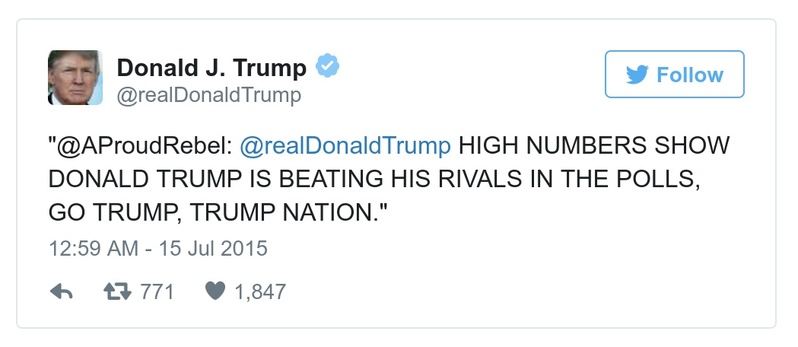 Donald J. Trump
@realDonaldTrump
Follow
"@AProudRebel: @realDonaldTrump HIGH NUMBERS SHOW
DONALD TRUMP IS BEATING HIS RIVALS IN THE POLLS,
GO TRUMP, TRUMP NATION."
12:59 AM - 15 Jul 2015
771 1,847